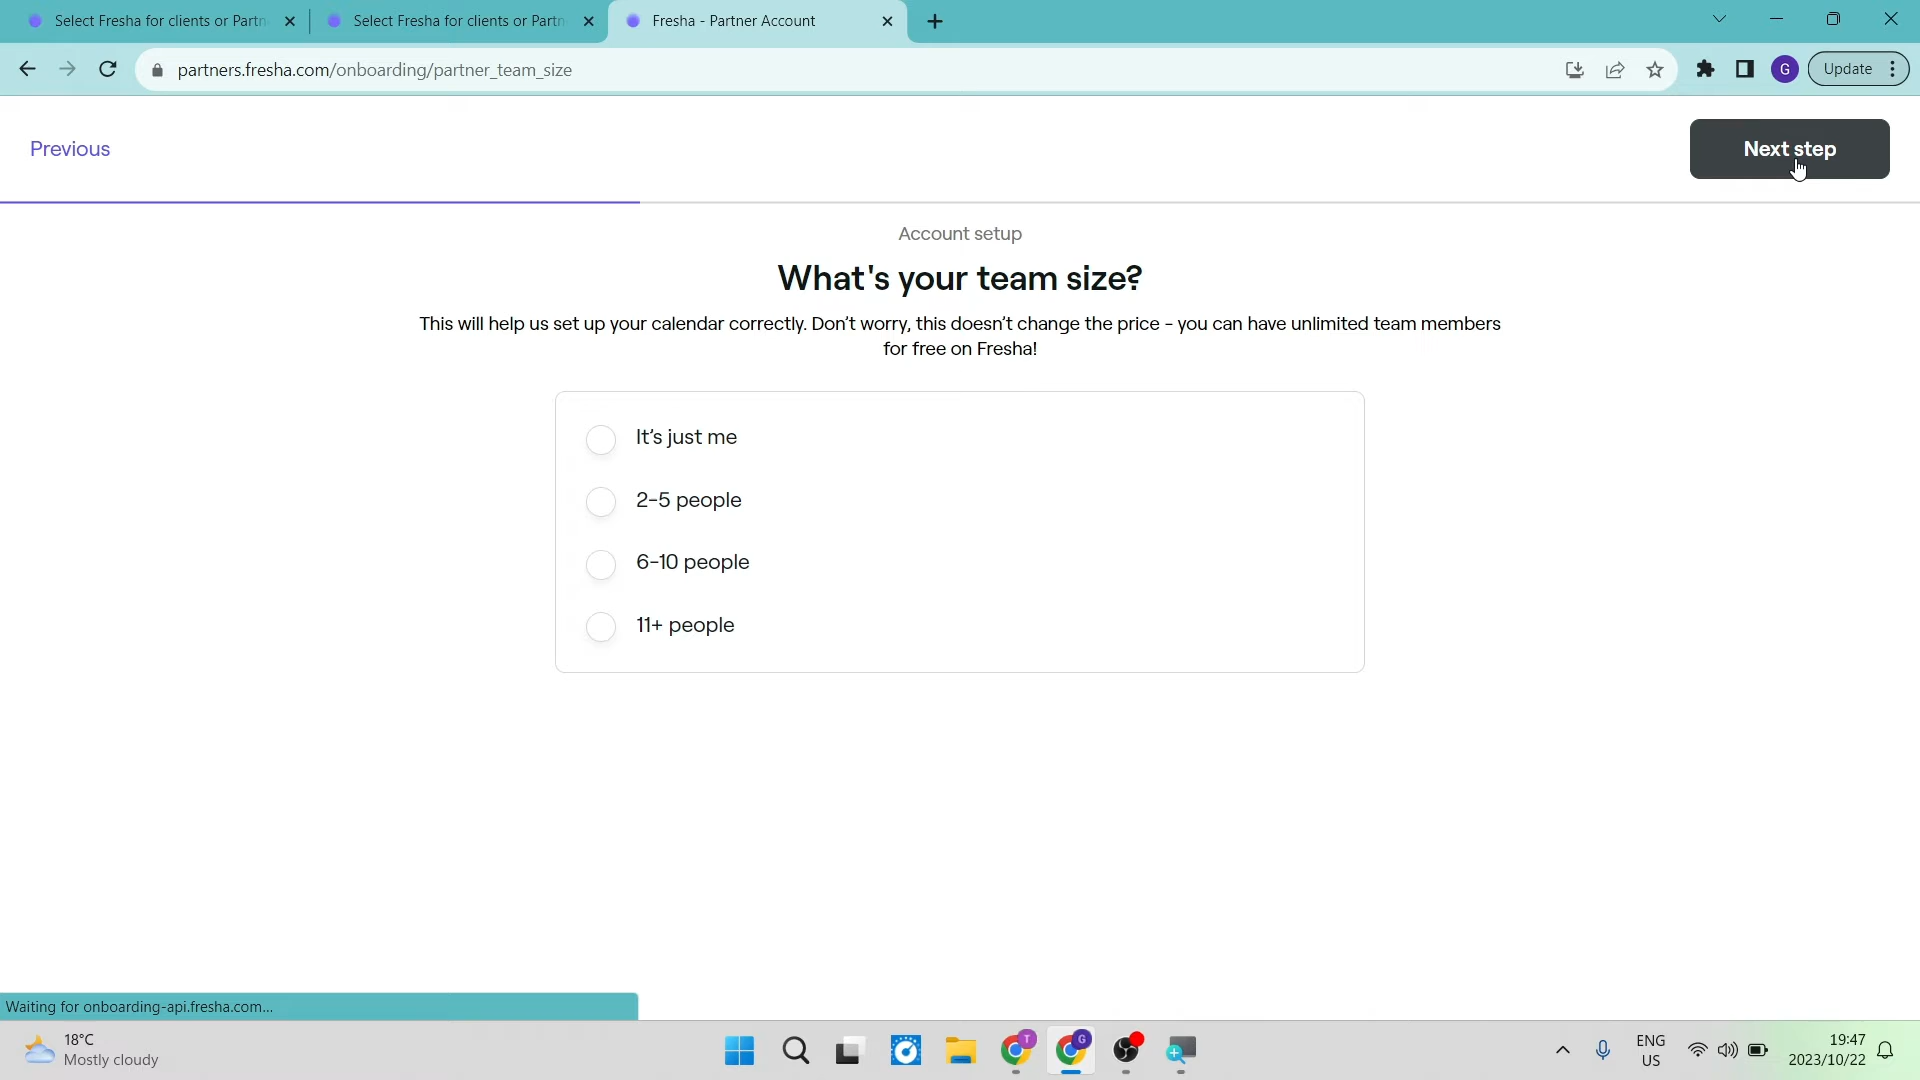 Select Fresha for clients or Partn
Select Fresha for clients or Partn
Fresha - Partner Account
partners.fresha.com/onboarding/partner_team_size
G
Update
Previous
Next step
Account setup
What's your team size?
This will help us set up your calendar correctly. Don't worry, this doesn't change the price - you can have unlimited team members
for free on Fresha!
It's just me
2-5 people
6-10 people
11+ people
Waiting for onboarding-api.fresha.com...
18°C
Mostly cloudy
T
G
ENG
US
19:47
2023/10/22